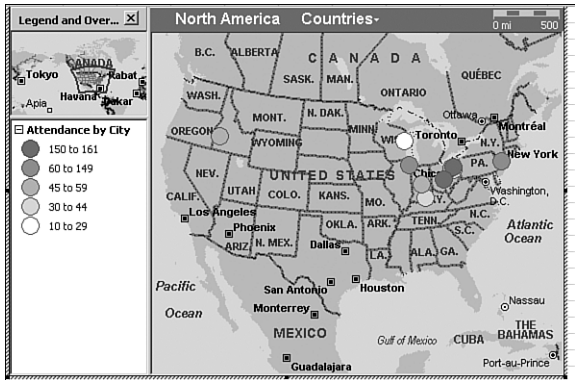 Legend and Over...
North America Countries
0 mi 500
CANADA
Tokyo
Rabat
Havana
Dakar
Apia
Attendance by City
150 to 161
60 to 149
45 to 59
30 to 44
10 to 29
B.C.
ALBERTA
CANADA
SASK.
MAN.
ONTARIO
QUÉBEC
WASH.
MONT.
N. DAK.
MINN
Ottawa
Toronto
Montréal
OREGON
WYOMING
N.Y.
New York
PA.
NEV.
UTAH
COLO.
UNITED STATES
KANS.
MO.
Washington,
D.C.
CALIF.
Los Angeles
Phoenix
ARIZ.
N. MEX.
OKLA.
ARK.
TENN.
N.C.
S.C.
Dallas
LA.
ALA.
GA.
Atlantic
Ocean
San Antonio
Houston
Pacific
Ocean
Monterrey
MEXICO
Gulf of Mexico
Nassau
THE
BAHAMAS
CUBA
Port-au-Prince
Guadalajara